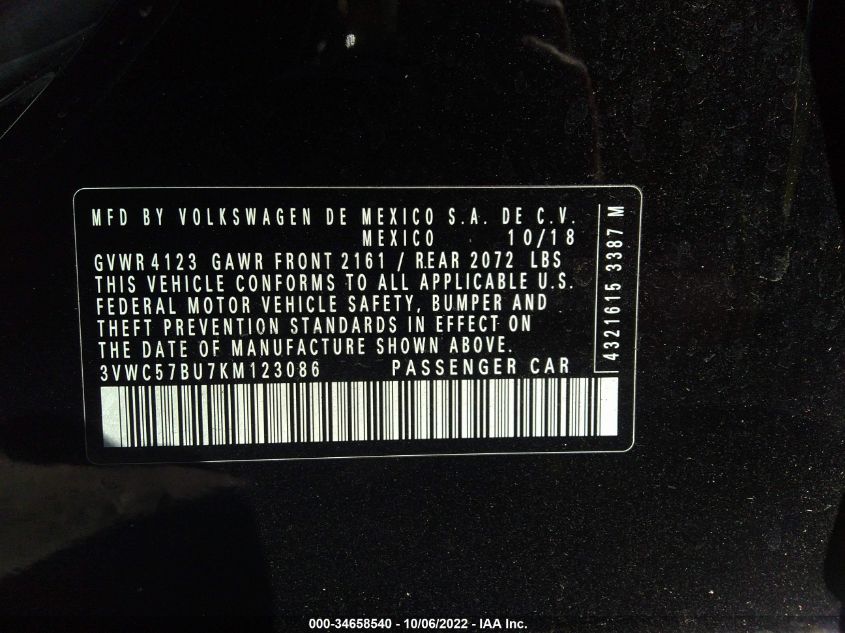 MFD BY VOLKSWAGEN DE MEXICO S.A. DE C.V.
MEXICO 10/18
GVWR 4123 GAWR FRONT 2161 / REAR 2072 LBS
THIS VEHICLE CONFORMS TO ALL APPLICABLE U.S.
FEDERAL MOTOR VEHICLE SAFETY, BUMPER AND
THEFT PREVENTION STANDARDS IN EFFECT ON
THE DATE OF MANUFACTURE SHOWN ABOVE.
3VWC57BU7KM123086 PASSENGER CAR
4321615 3387 M
000-34658540 - 10/06/2022 - IAA Inc.